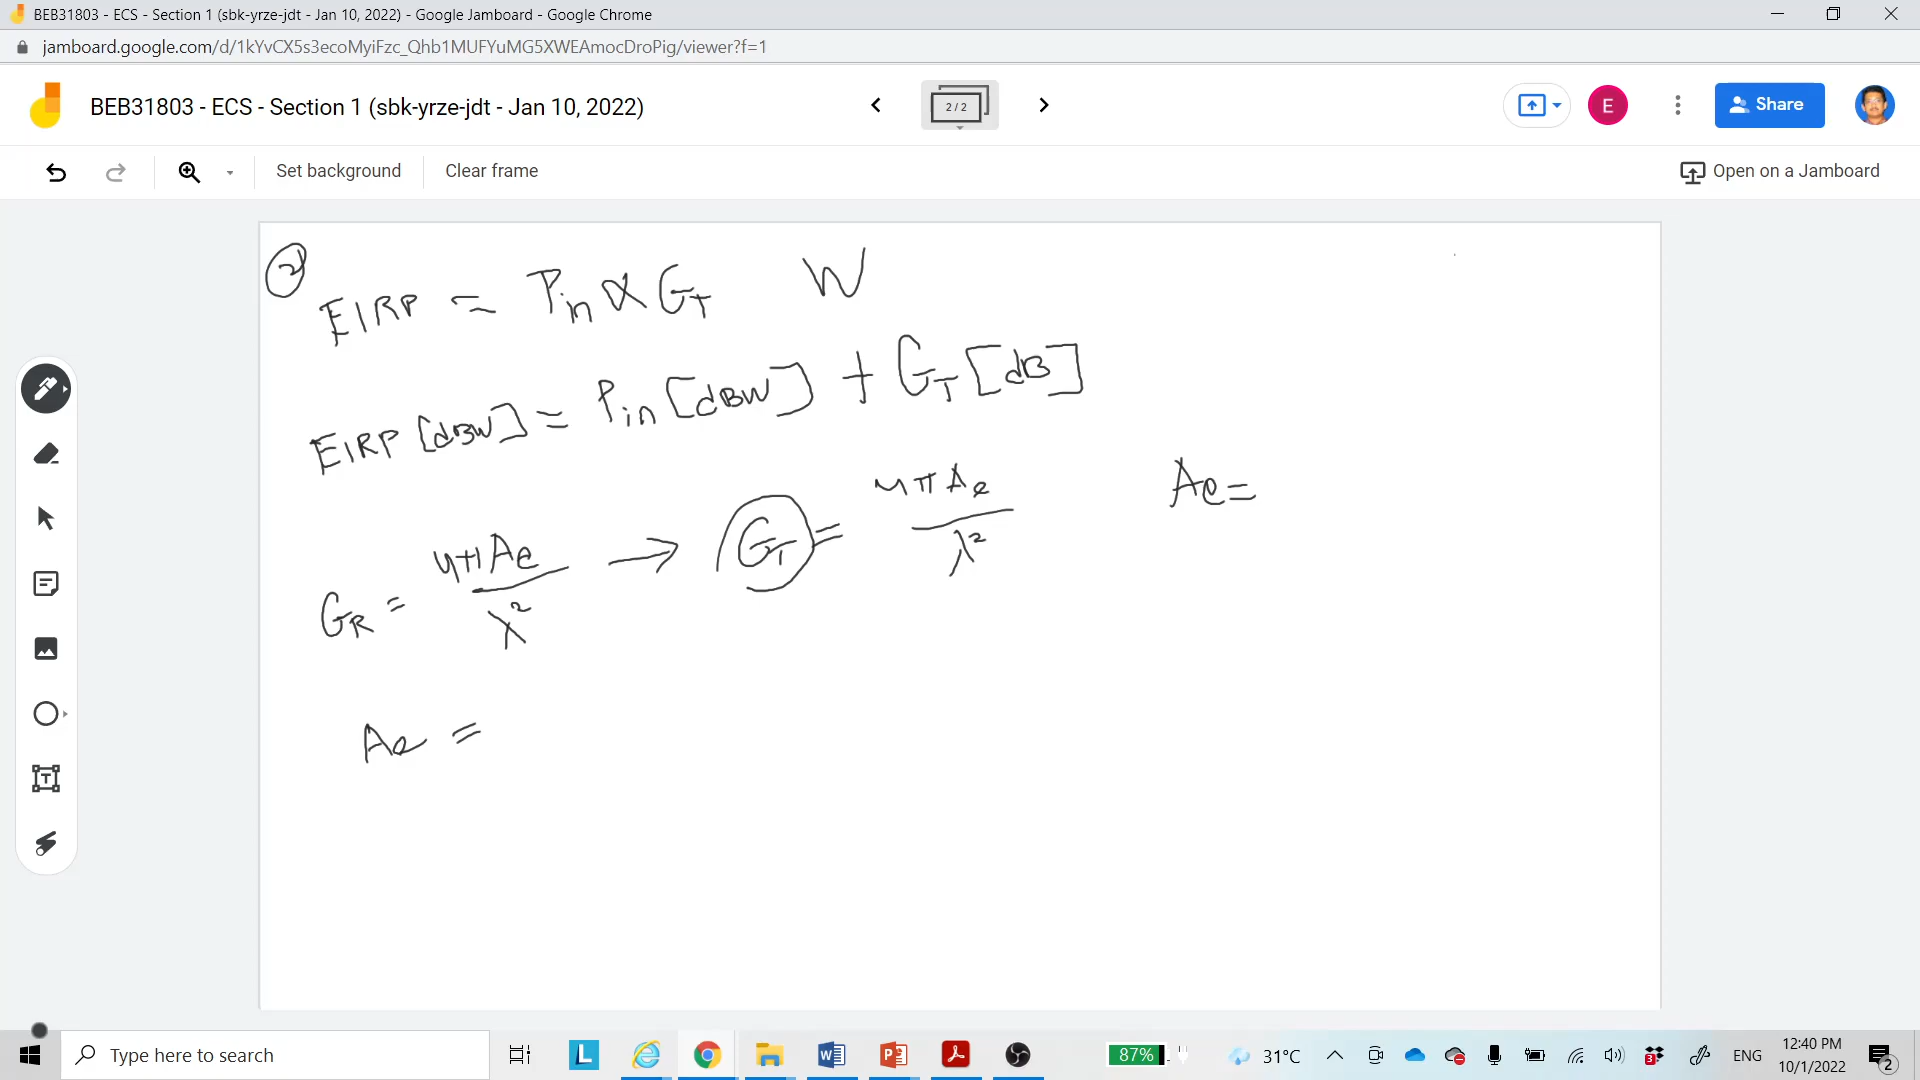 BEB31803 - ECS - Section 1 (sbk-yrze-jdt - Jan 10, 2022) - Google Jamboard - Google Chrome
jamboard.google.com/d/1kYvCX5s3ecoMyiFzc_Qhb1MUFYuMG5XWEAmocDroPig/viewer?f=1
BEB31803 - ECS - Section 1 (sbk-yrze-jdt - Jan 10, 2022)
2 / 2
E
Share
Set background
Clear frame
Open on a Jamboard
2
EIRP = Pin x GT W
EIRP [dBW] = Pin [dBW] + GT [dB]
GR = 4πAe / λ² → GT = 4πAe / λ² Ae =
Ae =
Type here to search
87%
31°C
ENG
12:40 PM
10/1/2022
2